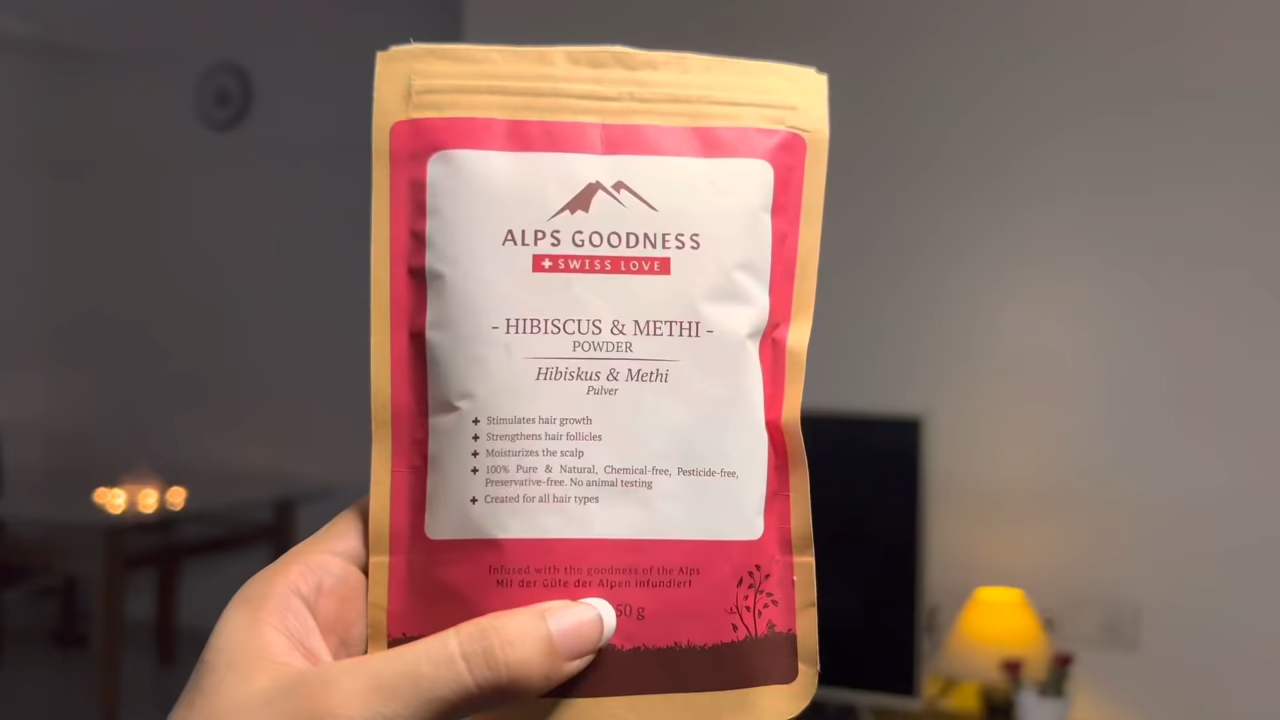 ALPS GOODNESS
SWISS LOVE
- HIBISCUS & METHI -
POWDER
Hibiskus & Methi
Pulver
Stimulates hair growth
Strengthens hair follicles
Moisturizes the scalp
100% Pure & Natural, Chemical-free, Pesticide-free,
Preservative-free. No animal testing
Created for all hair types
Infused with the goodness of the Alps
Mit der Güte der Alpen infundiert
g